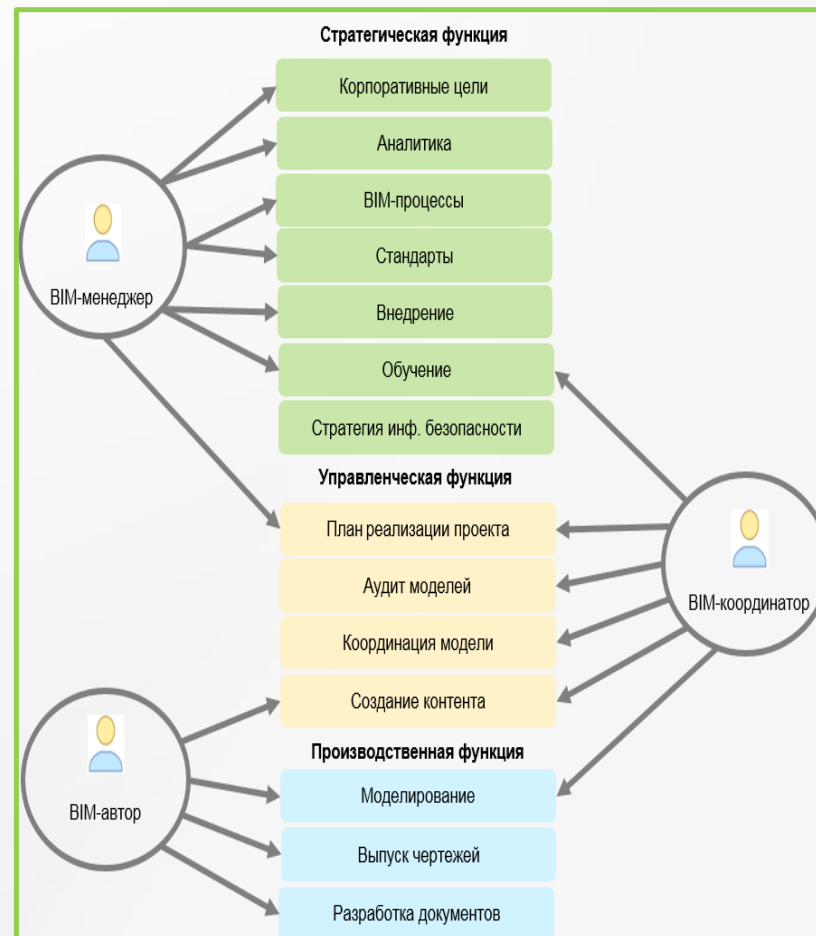 Стратегическая функция
Корпоративные цели
Аналитика
BIM-процессы
Стандарты
BIM-менеджер
Внедрение
Обучение
Стратегия инф. безопасности
Управленческая функция
План реализации проекта
Аудит моделей
BIM-координатор
Координация модели
Создание контента
Производственная функция
Моделирование
BIM-автор
Выпуск чертежей
Разработка документов